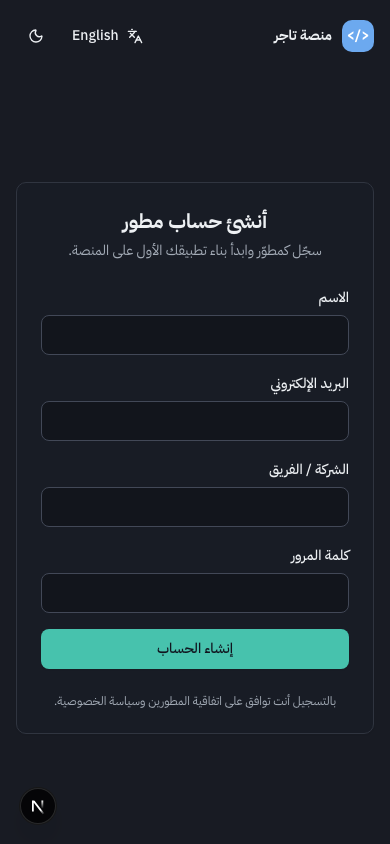 </> منصة تاجر
English
أنشئ حساب مطور
سجّل كمطوّر وابدأ بناء تطبيقك الأول على المنصة.
الاسم
البريد الإلكتروني
الشركة / الفريق
كلمة المرور
إنشاء الحساب
بالتسجيل أنت توافق على اتفاقية المطورين وسياسة الخصوصية.
N